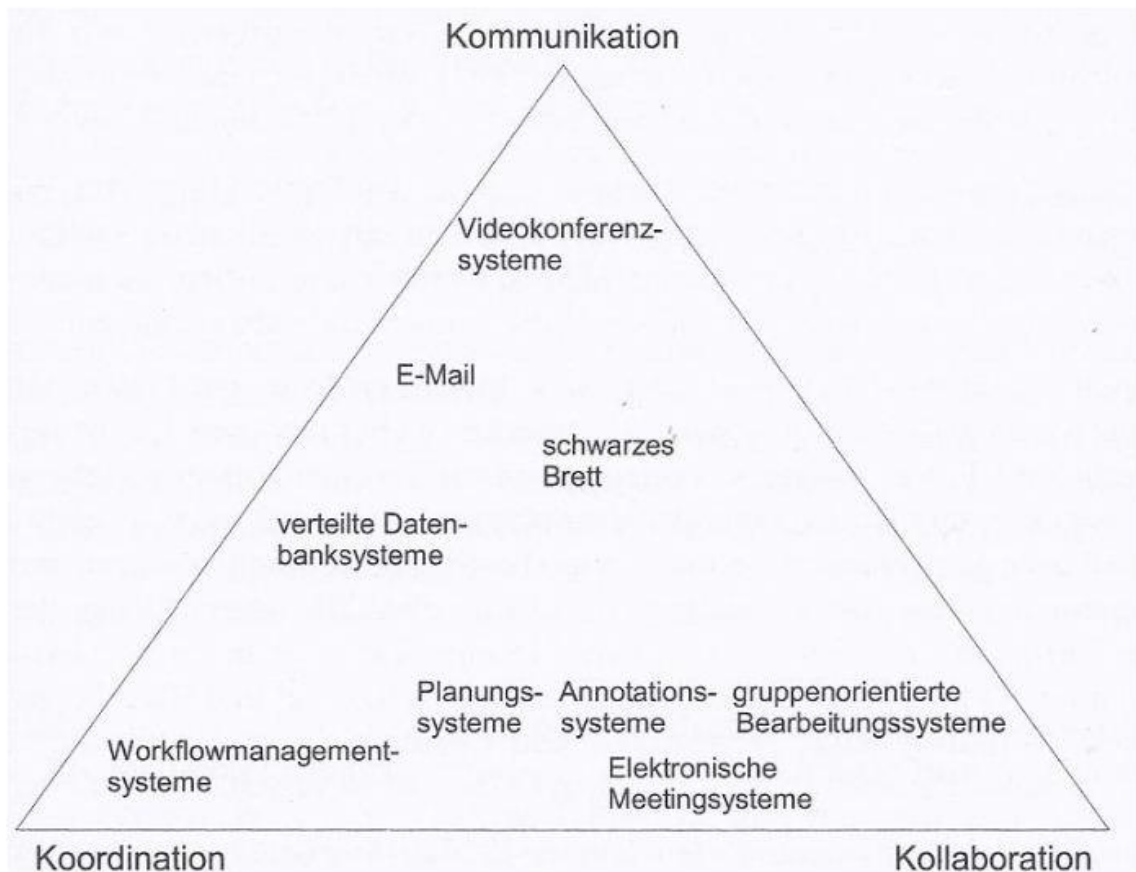 Kommunikation
Videokonferenz-
systeme
E-Mail
schwarzes
Brett
verteilte Daten-
banksysteme
Planungs-
systeme
Annotations-
systeme
gruppenorientierte
Bearbeitungssysteme
Workflowmanagement-
systeme
Elektronische
Meetingsysteme
Koordination
Kollaboration